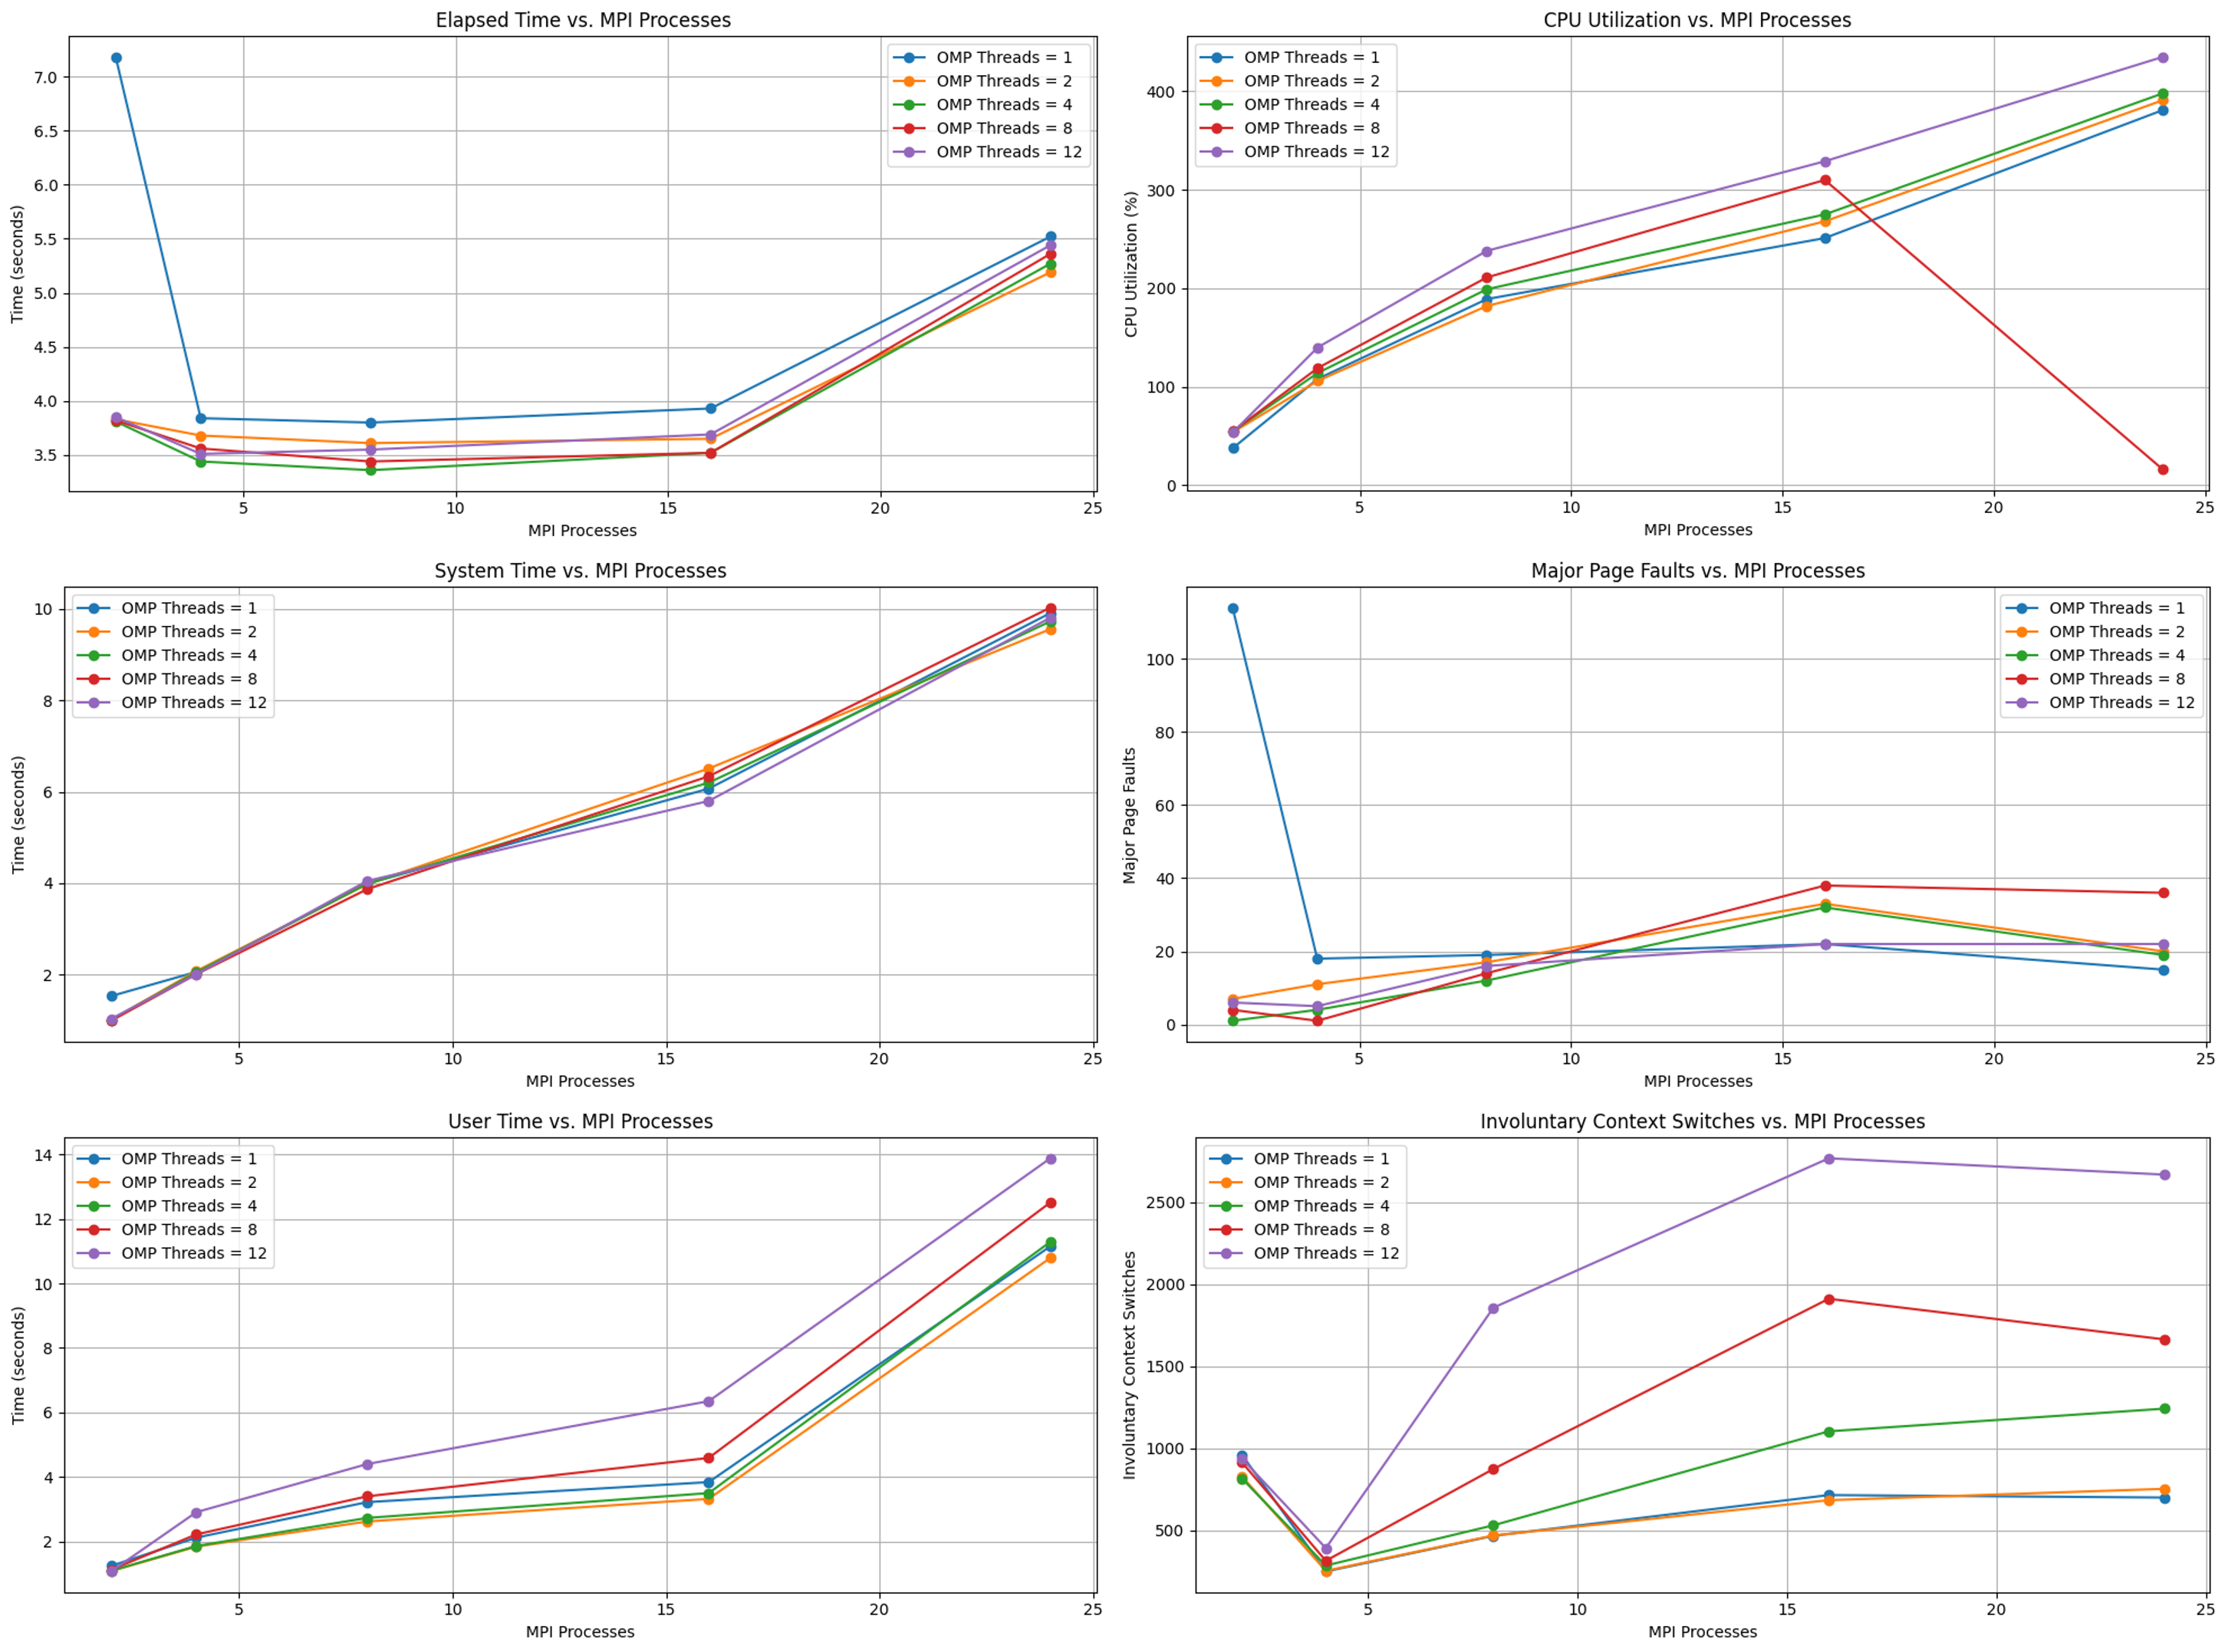 Elapsed Time vs. MPI Processes
OMP Threads = 1
OMP Threads = 2
OMP Threads = 4
OMP Threads = 8
OMP Threads = 12
Time (seconds)
7.0
6.5
6.0
5.5
5.0
4.5
4.0
3.5
5 10 15 20 25
MPI Processes
CPU Utilization vs. MPI Processes
OMP Threads = 1
OMP Threads = 2
OMP Threads = 4
OMP Threads = 8
OMP Threads = 12
CPU Utilization (%)
400
300
200
100
0
5 10 15 20 25
MPI Processes
System Time vs. MPI Processes
OMP Threads = 1
OMP Threads = 2
OMP Threads = 4
OMP Threads = 8
OMP Threads = 12
Time (seconds)
10
8
6
4
2
5 10 15 20 25
MPI Processes
Major Page Faults vs. MPI Processes
OMP Threads = 1
OMP Threads = 2
OMP Threads = 4
OMP Threads = 8
OMP Threads = 12
Major Page Faults
100
80
60
40
20
0
5 10 15 20 25
MPI Processes
User Time vs. MPI Processes
OMP Threads = 1
OMP Threads = 2
OMP Threads = 4
OMP Threads = 8
OMP Threads = 12
Time (seconds)
14
12
10
8
6
4
2
5 10 15 20 25
MPI Processes
Involuntary Context Switches vs. MPI Processes
OMP Threads = 1
OMP Threads = 2
OMP Threads = 4
OMP Threads = 8
OMP Threads = 12
Involuntary Context Switches
2500
2000
1500
1000
500
5 10 15 20 25
MPI Processes